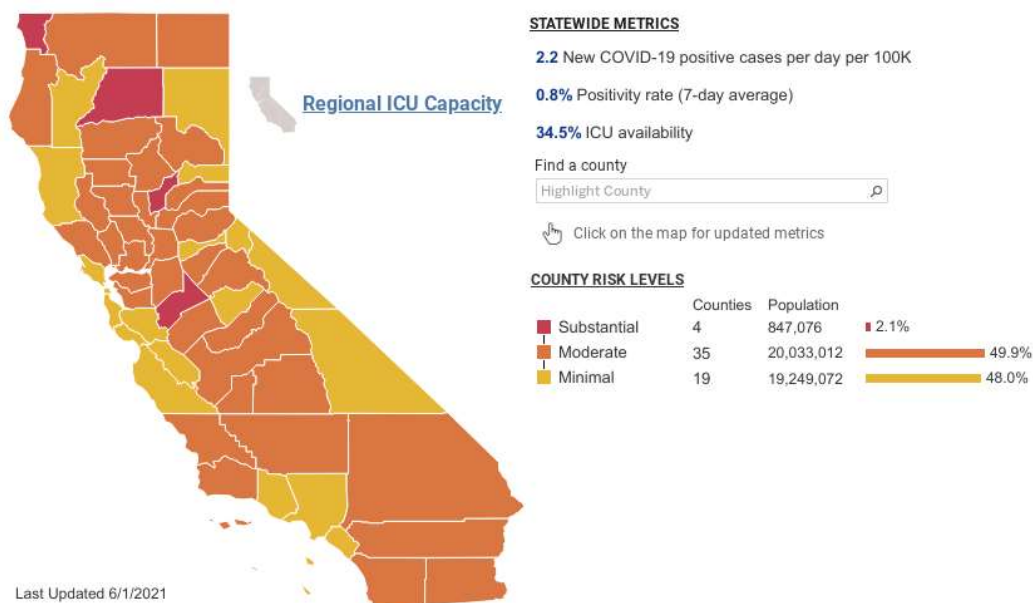 STATEWIDE METRICS
2.2 New COVID-19 positive cases per day per 100K
0.8% Positivity rate (7-day average)
34.5% ICU availability
Regional ICU Capacity
Find a county
Highlight County
Click on the map for updated metrics
COUNTY RISK LEVELS
Counties Population
Substantial 4 847,076 2.1%
Moderate 35 20,033,012 49.9%
Minimal 19 19,249,072 48.0%
Last Updated 6/1/2021